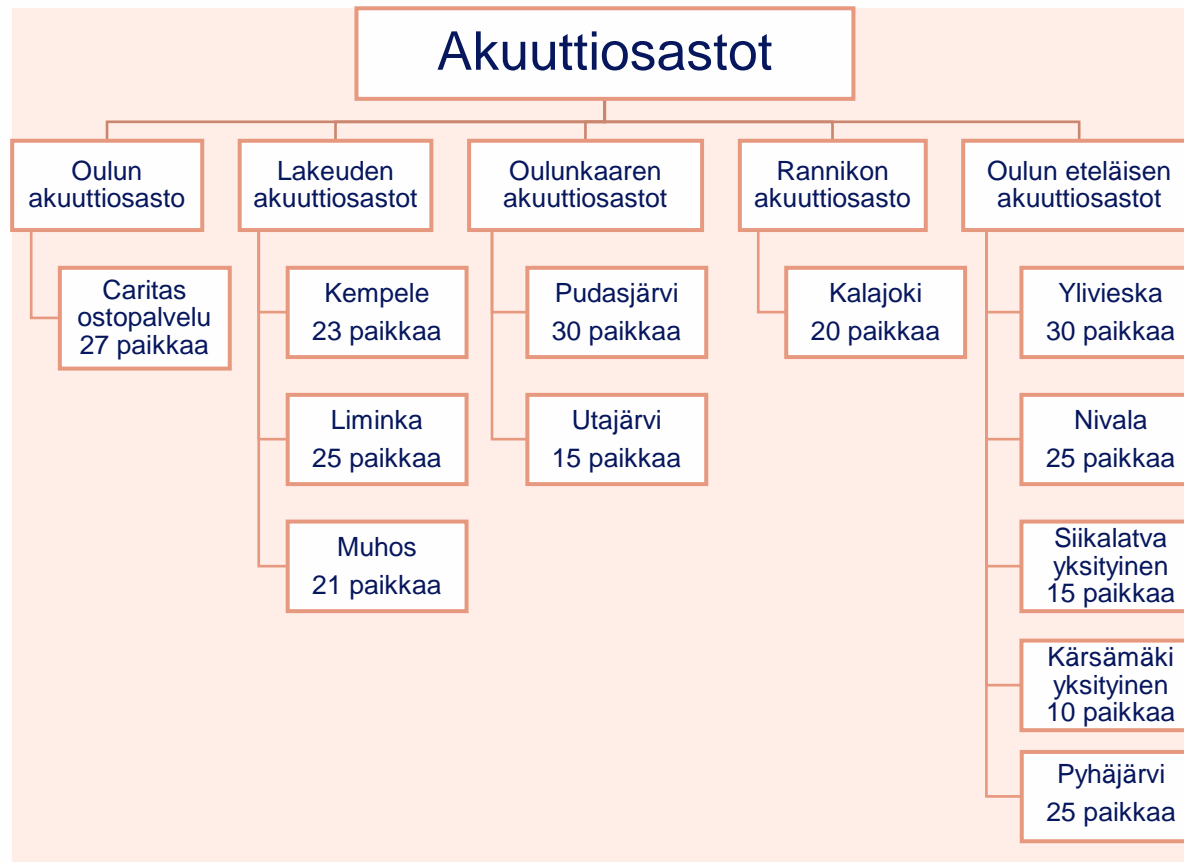 Akuuttiosastot
Oulun
akuuttiosasto
Caritas
ostopalvelu
27 paikkaa
Lakeuden
akuuttiosastot
Kempele
23 paikkaa
Liminka
25 paikkaa
Muhos
21 paikkaa
Oulunkaaren
akuuttiosastot
Pudasjärvi
30 paikkaa
Utajärvi
15 paikkaa
Rannikon
akuuttiosasto
Kalajoki
20 paikkaa
Oulun eteläisen
akuuttiosastot
Ylivieska
30 paikkaa
Nivala
25 paikkaa
Siikalatva
yksityinen
15 paikkaa
Kärsämäki
yksityinen
10 paikkaa
Pyhäjärvi
25 paikkaa